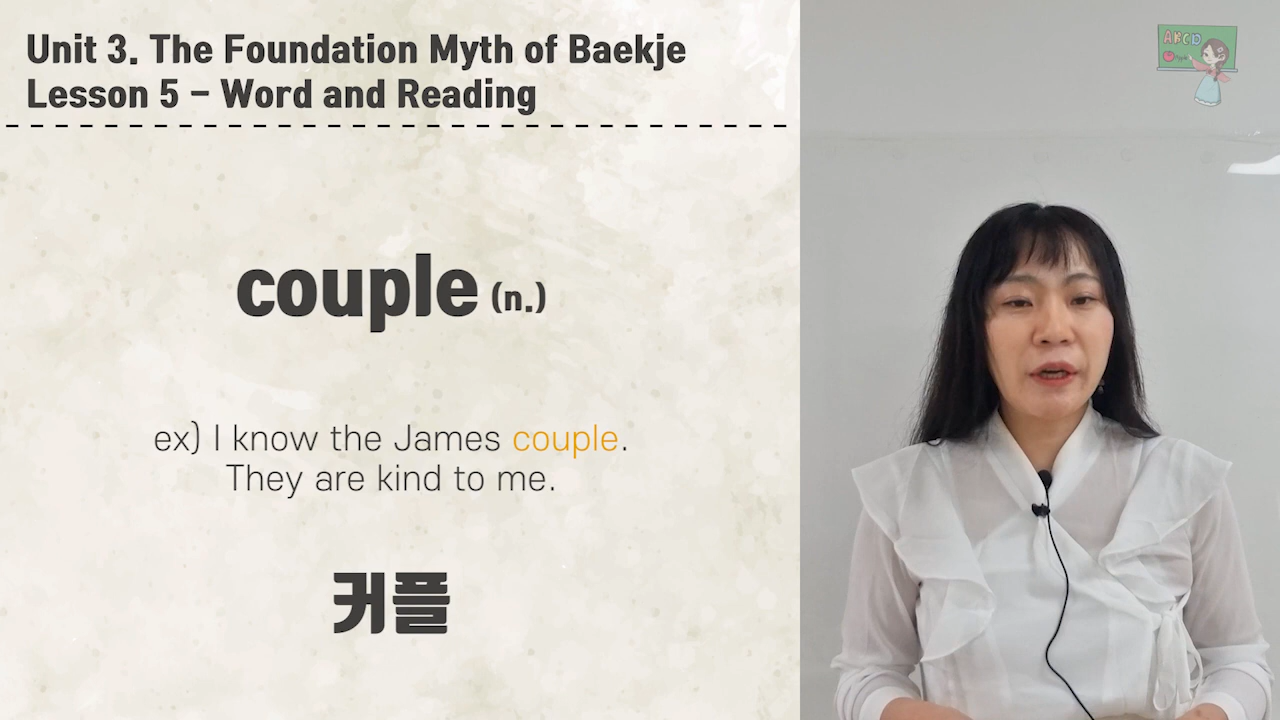 Unit 3. The Foundation Myth of Baekje
Lesson 5 – Word and Reading
couple (n.)
ex) I know the James couple.
They are kind to me.
커플
ABCD